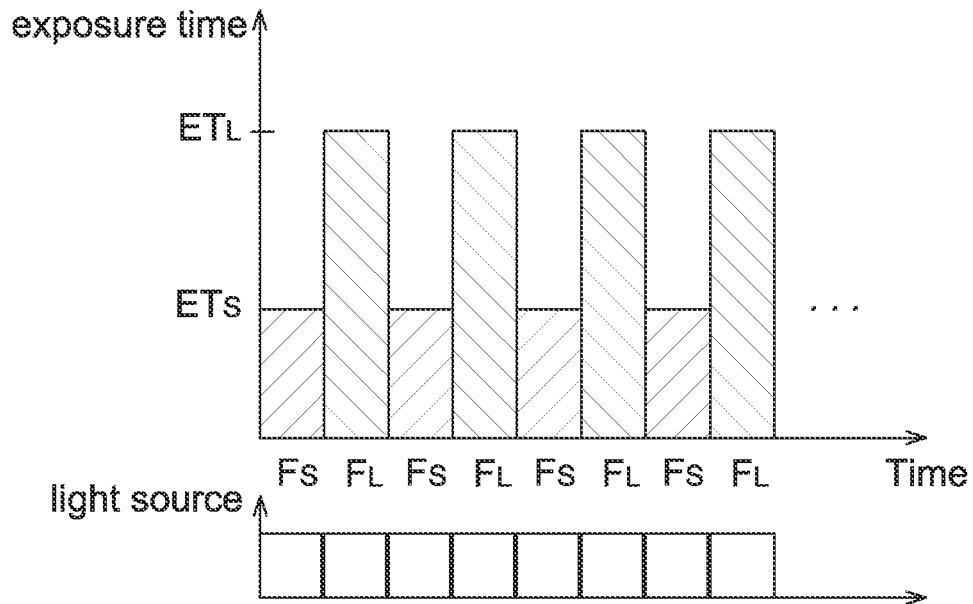 exposure time
ETL
ETS
. . .
FS FL FS FL FS FL FS FL Time
light source